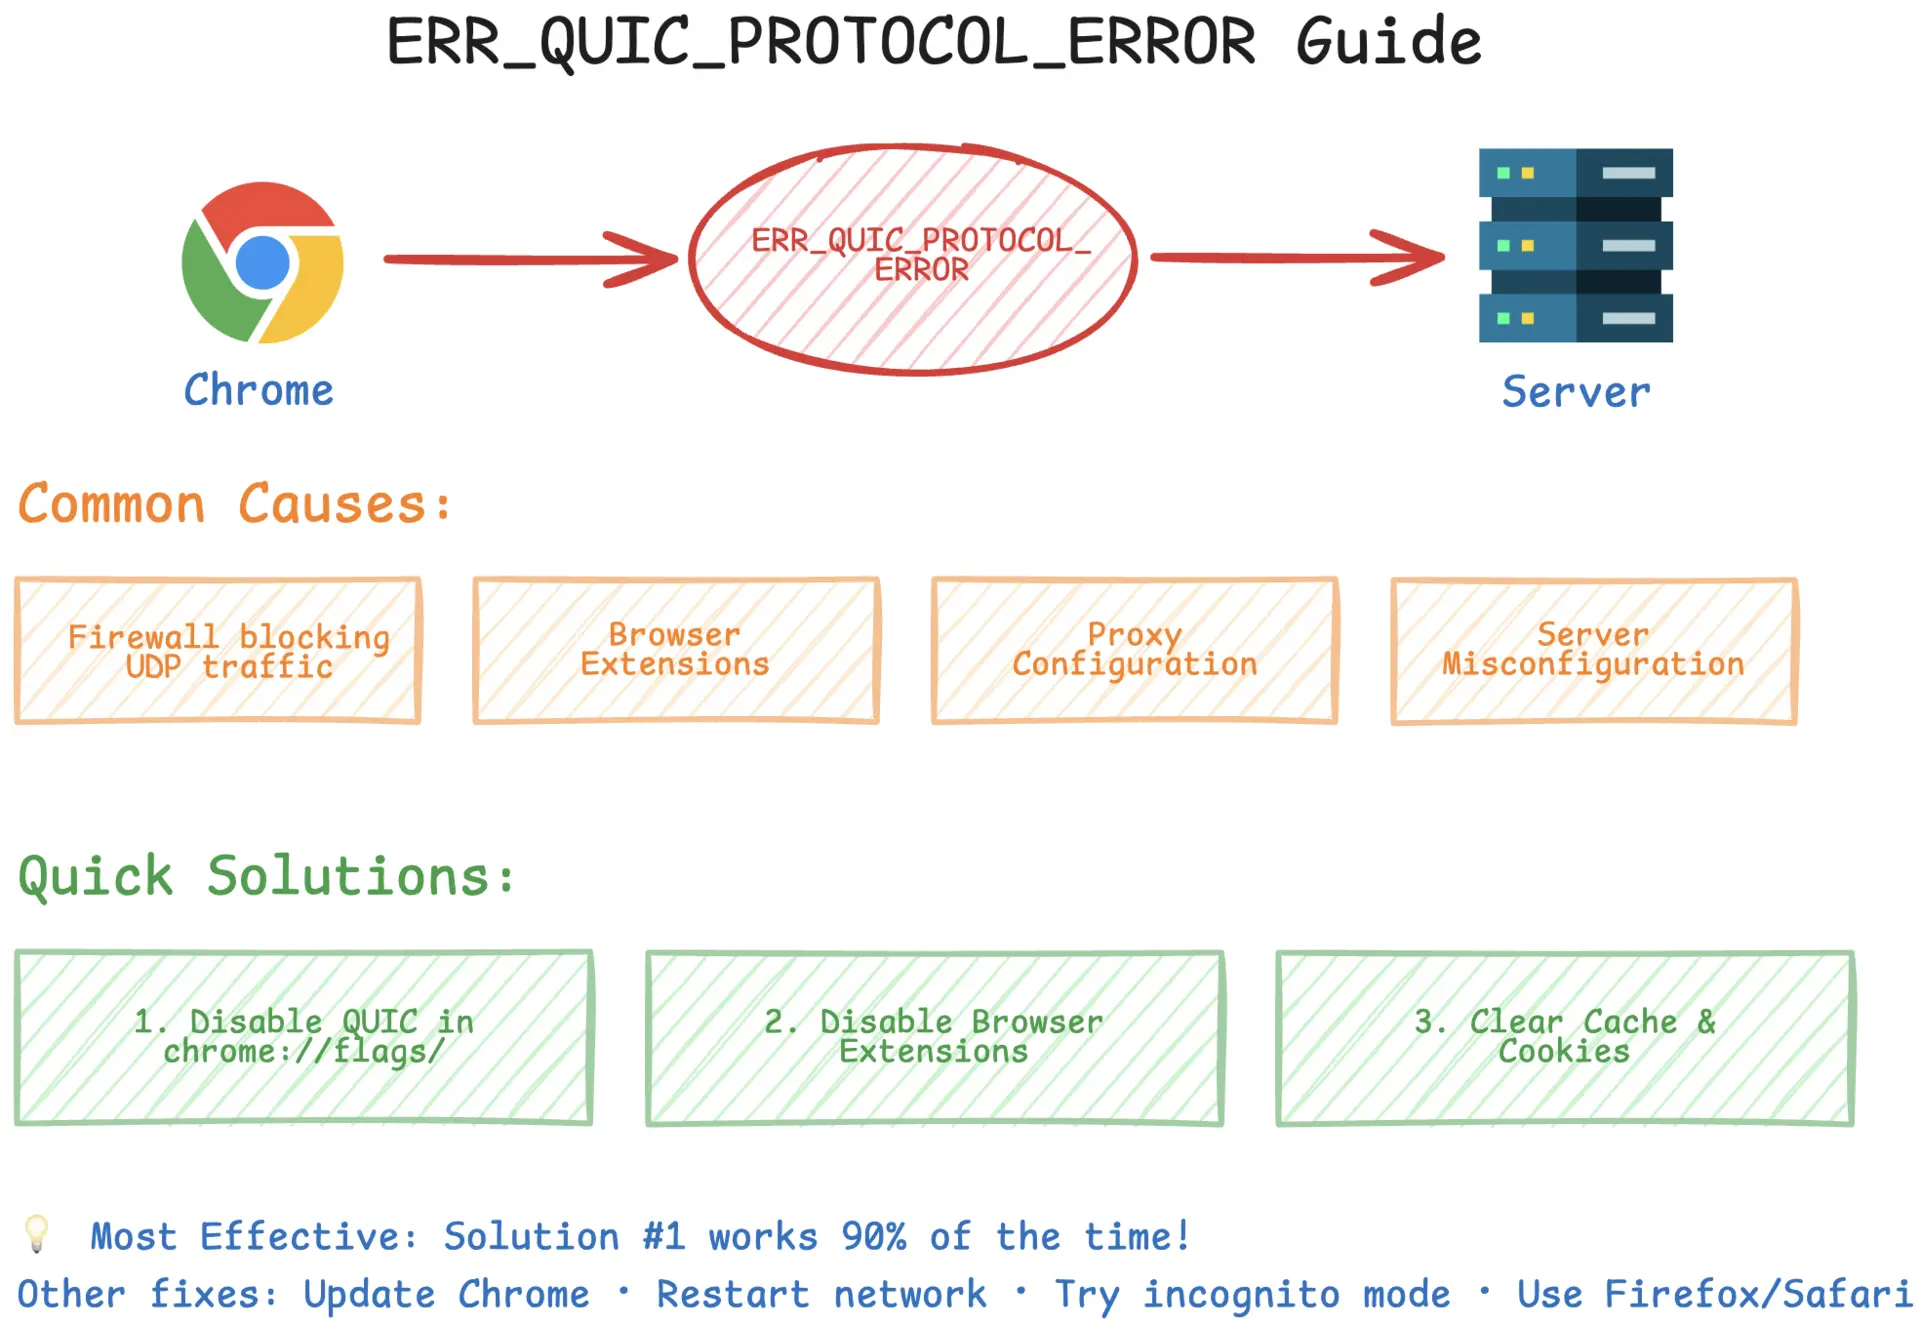 ERR_QUIC_PROTOCOL_ERROR Guide
ERR_QUIC_PROTOCOL_
ERROR
Chrome
Server
Common Causes:
Firewall blocking
UDP traffic
Browser
Extensions
Proxy
Configuration
Server
Misconfiguration
Quick Solutions:
1. Disable QUIC in
chrome://flags/
2. Disable Browser
Extensions
3. Clear Cache &
Cookies
💡 Most Effective: Solution #1 works 90% of the time!
Other fixes: Update Chrome • Restart network • Try incognito mode • Use Firefox/Safari